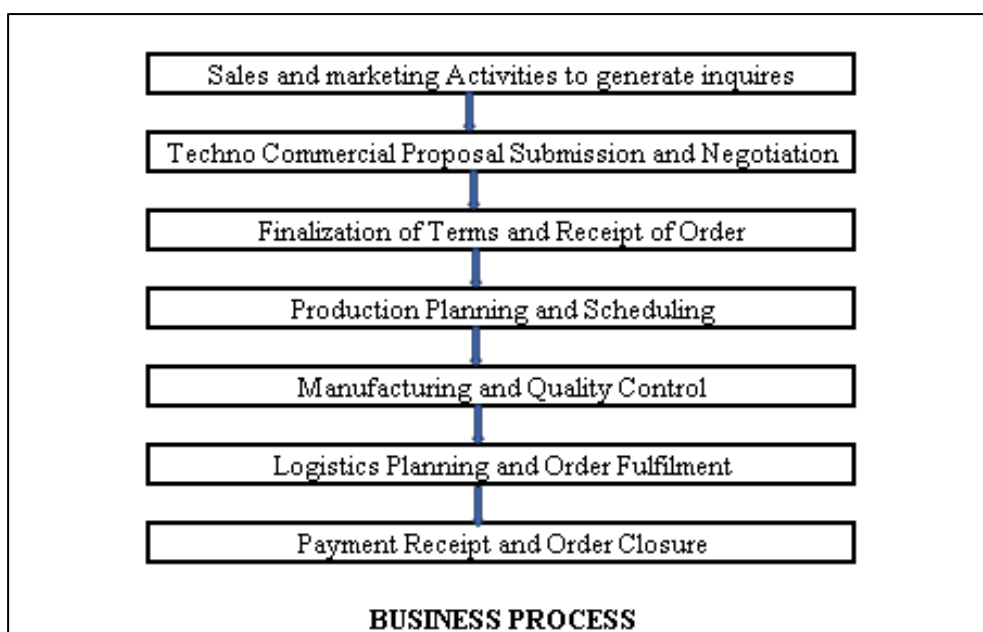 Sales and marketing Activities to generate inquires
Techno Commercial Proposal Submission and Negotiation
Finalization of Terms and Receipt of Order
Production Planning and Scheduling
Manufacturing and Quality Control
Logistics Planning and Order Fulfilment
Payment Receipt and Order Closure
BUSINESS PROCESS